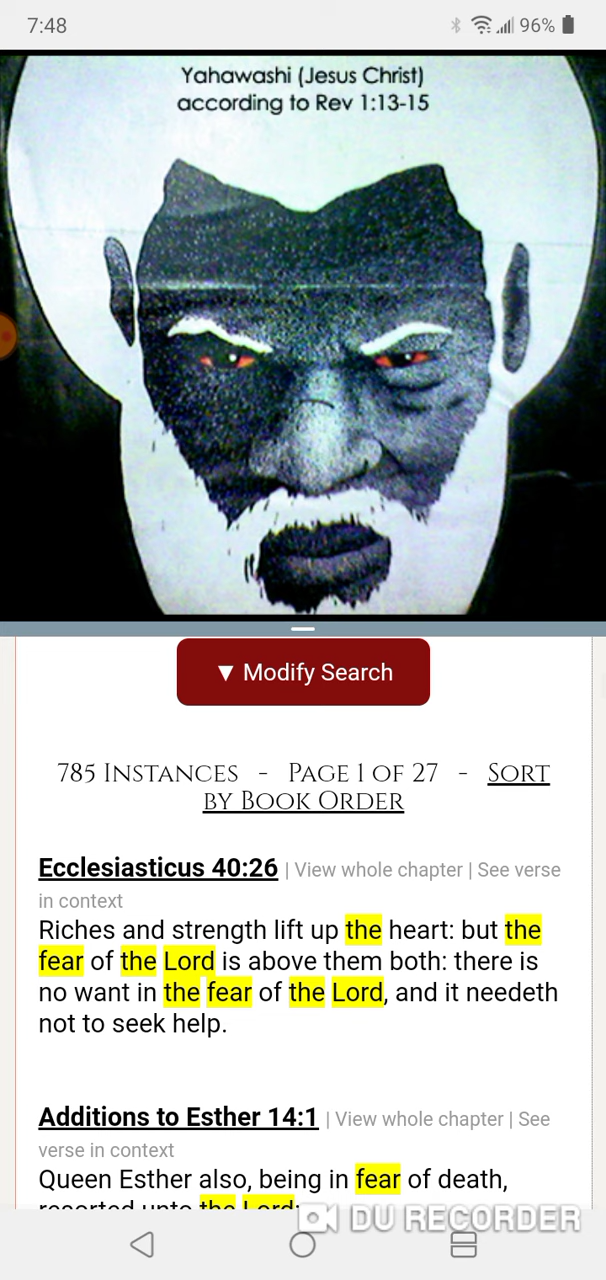 7:48
96%
Yahawashi (Jesus Christ)
according to Rev 1:13-15
▼ Modify Search
785 Instances - Page 1 of 27 - Sort
by Book Order
Ecclesiasticus 40:26 | View whole chapter | See verse
in context
Riches and strength lift up the heart: but the
fear of the Lord is above them both: there is
no want in the fear of the Lord, and it needeth
not to seek help.
Additions to Esther 14:1 | View whole chapter | See
verse in context
Queen Esther also, being in fear of death,
resorted unto the Lord:
DU RECORDER